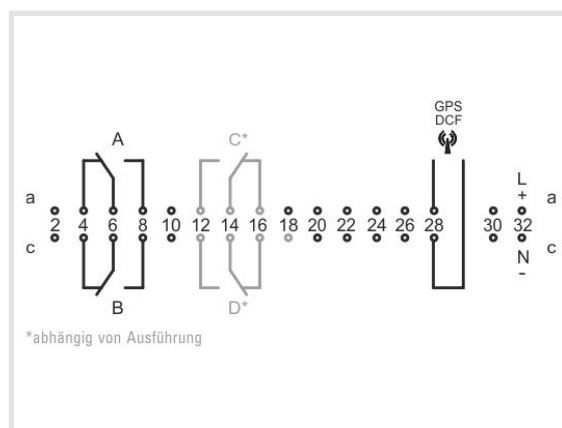 GPS
DCF
A
C*
L
+
a
a
2 4 6 8 10 12 14 16 18 20 22 24 26 28 30 32
c
c
N
-
B
D*
*abhängig von Ausführung